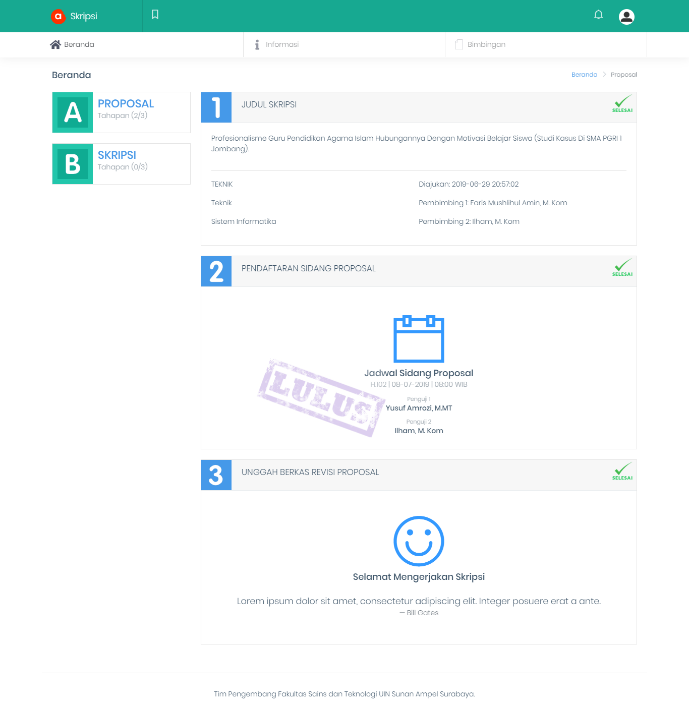 a Skripsi
Beranda
Informasi
Bimbingan
Beranda
Beranda > Proposal
A PROPOSAL
Tahapan (2/3)
B SKRIPSI
Tahapan (0/3)
1 JUDUL SKRIPSI
SELESAI
Profesionalisme Guru Pendidikan Agama Islam Hubungannya Dengan Motivasi Belajar Siswa (Studi Kasus Di SMA PGRI 1
Jombang)
TEKNIK
Diajukan: 2019-06-29 20:57:02
Teknik
Pembimbing 1: Faris Mushlihul Amin, M-Kom
Sistem Informatika
Pembimbing 2: Ilham, M. Kom
2 PENDAFTARAN SIDANG PROPOSAL
SELESAI
Jadwal Sidang Proposal
H.102 | 08-07-2019 | 08:00 WIB
LULUS
Penguji 1
Yusuf Amrozi, M.MT
Penguji 2
Ilham, M. Kom
3 UNGGAH BERKAS REVISI PROPOSAL
SELESAI
Selamat Mengerjakan Skripsi
Lorem ipsum dolor sit amet, consectetur adipiscing elit. Integer posuere erat a ante.
— Bill Gates
Tim Pengembang Fakultas Sains dan Teknologi UIN Sunan Ampel Surabaya.